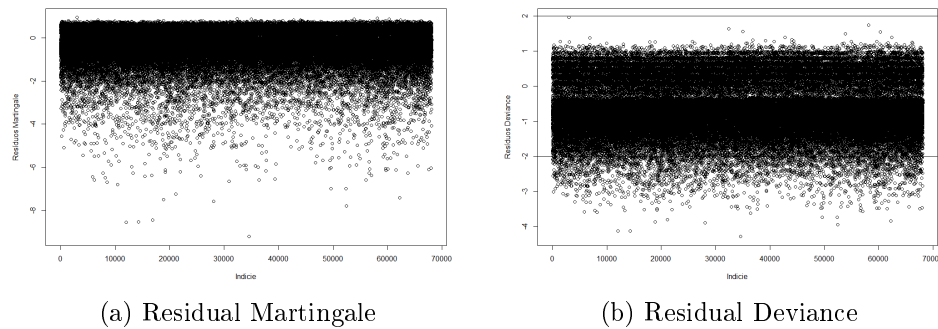 0
-2
-4
-6
-8
Residuos Martingale
0 10000 20000 30000 40000 50000 60000 70000
Indicie
(a) Residual Martingale
2
1
0
-1
-2
-3
-4
Residuos Deviance
0 10000 20000 30000 40000 50000 60000 7000
Indicie
(b) Residual Deviance